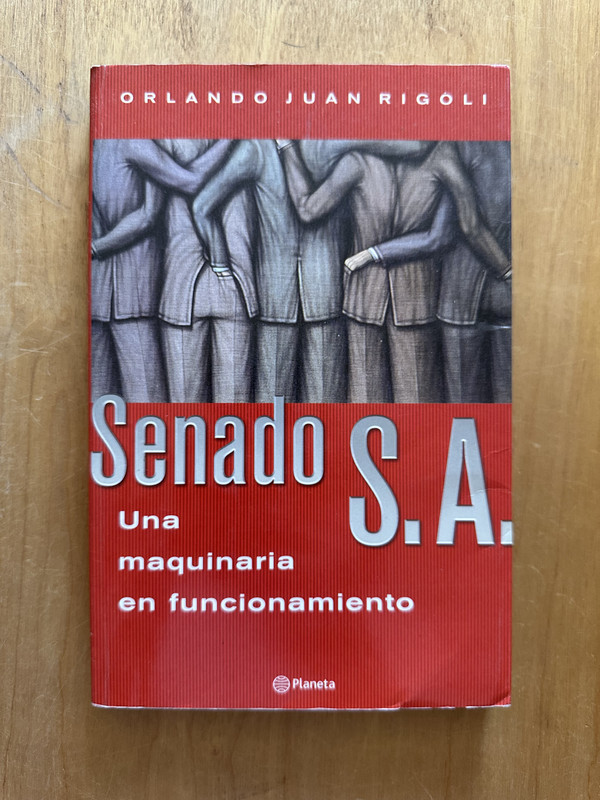 ORLANDO JUAN RIGOLI
Senado
S.A.
Una
maquinaria
en funcionamiento
Planeta